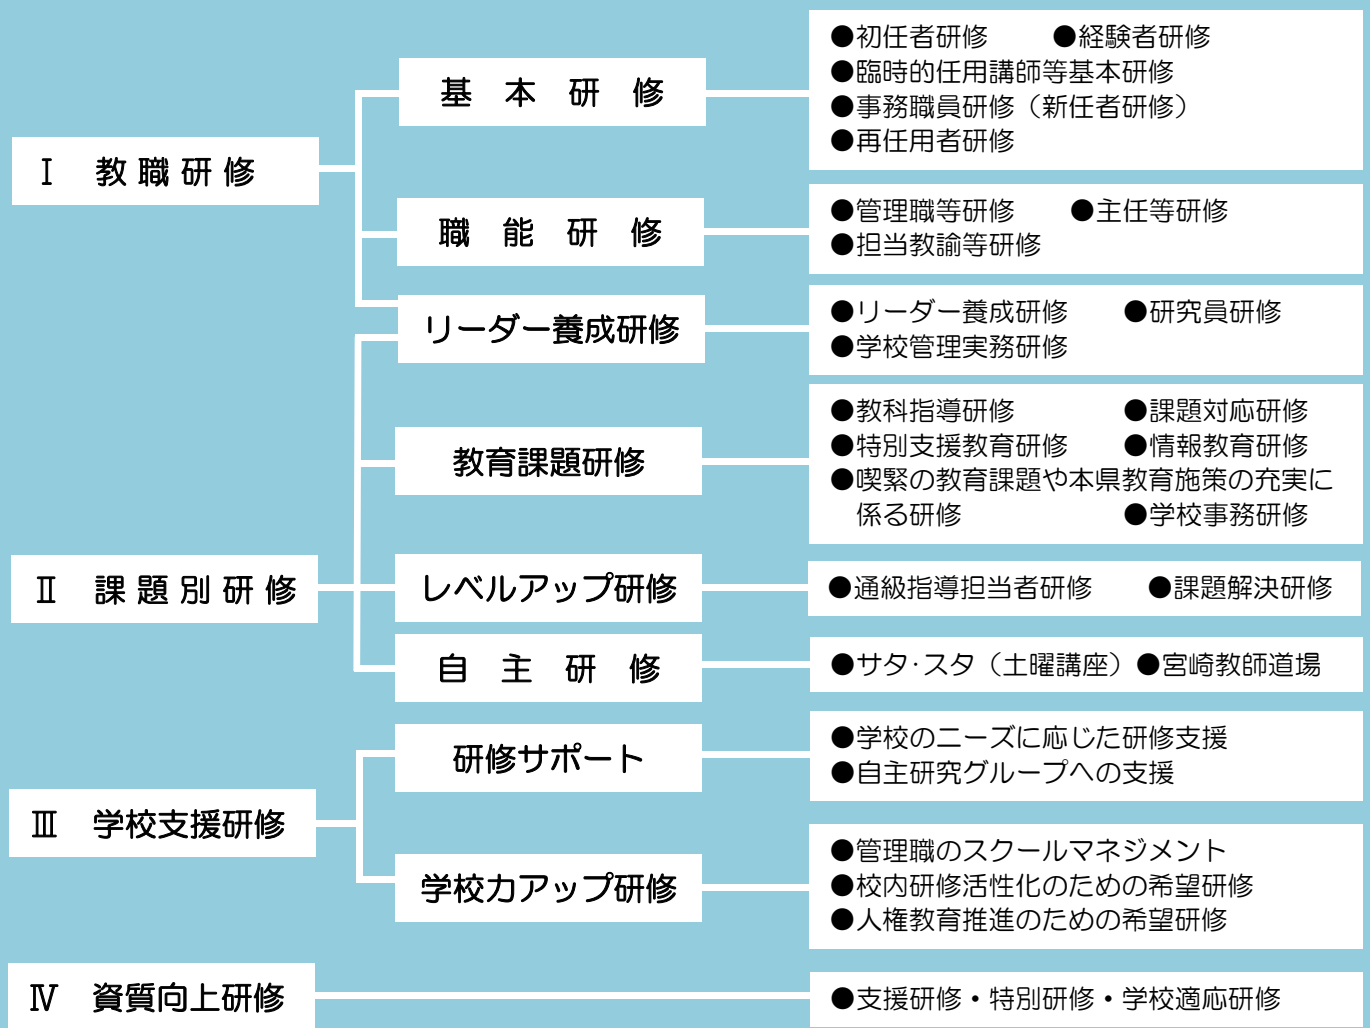 Ⅰ 教職研修
基本研修
●初任者研修 ●経験者研修
●臨時的任用講師等基本研修
●事務職員研修（新任者研修）
●再任用者研修
職能研修
●管理職等研修 ●主任等研修
●担当教諭等研修
リーダー養成研修
●リーダー養成研修 ●研究員研修
●学校管理実務研修
Ⅱ 課題別研修
教育課題研修
●教科指導研修 ●課題対応研修
●特別支援教育研修 ●情報教育研修
●喫緊の教育課題や本県教育施策の充実に
係る研修 ●学校事務研修
レベルアップ研修
●通級指導担当者研修 ●課題解決研修
自主研修
●サタ･スタ（土曜講座）●宮崎教師道場
Ⅲ 学校支援研修
研修サポート
●学校のニーズに応じた研修支援
●自主研究グループへの支援
学校力アップ研修
●管理職のスクールマネジメント
●校内研修活性化のための希望研修
●人権教育推進のための希望研修
Ⅳ 資質向上研修
●支援研修・特別研修・学校適応研修